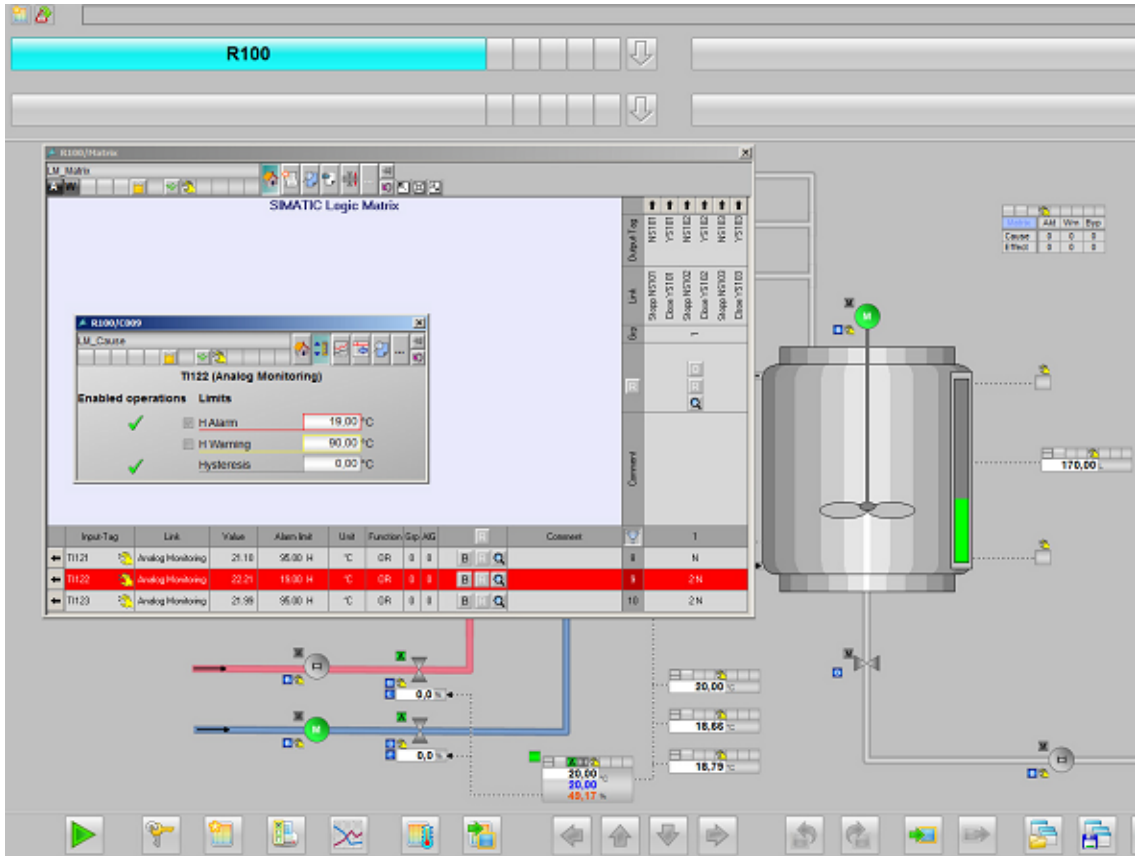 R100
R100/Matrix
LM_Matrix
A W
SIMATIC Logic Matrix
Output Tag
NS101
YS101
NS102
YS102
NS103
YS103
Link
Stopp NS101
Close YS101
Stopp NS102
Close YS102
Stopp NS103
Close YS103
Grp
1
R
Comment
R100/C009
LM_Cause
TI122 (Analog Monitoring)
Enabled operations Limits
H Alarm 19,00 °C
H Warning 90,00 °C
Hysteresis 0,00 °C
Input-Tag Link Value Alarm limit Unit Function Grp AIG R Comment 1
TI121 Analog Monitoring 21.10 95.00 H °C OR 0 0 B R 8 N
TI122 Analog Monitoring 22.21 19.00 H °C OR 0 0 B R 9 2 N
TI123 Analog Monitoring 21.99 95.00 H °C OR 0 0 B R 10 2 N
Matrix AM Wrn Byp
Cause 0 0 0
Effect 0 0 0
M
170,00 L
0,0 %
M
0,0 %
20,00 °C
18,66 °C
18,79 °C
20,00 °C
20,00
49,17 %